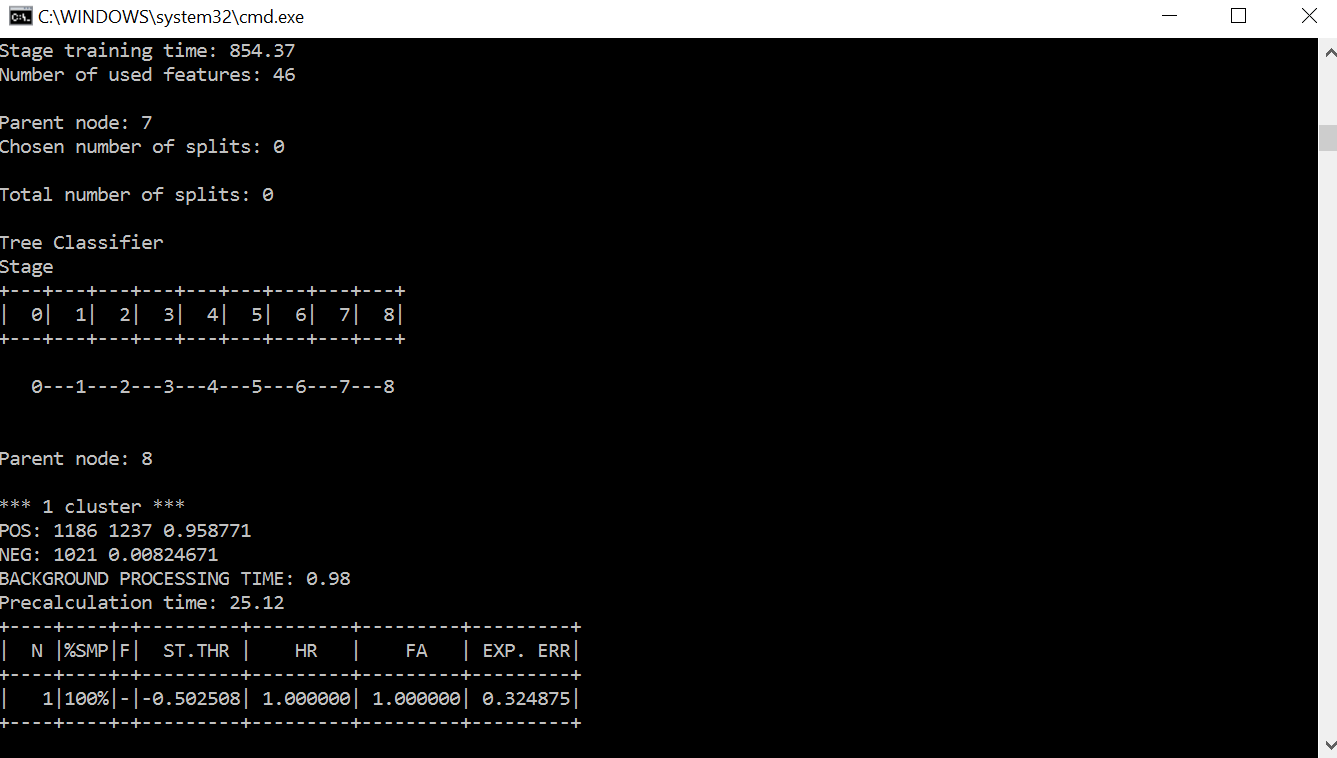 C:\WINDOWS\system32\cmd.exe
Stage training time: 854.37
Number of used features: 46
Parent node: 7
Chosen number of splits: 0
Total number of splits: 0
Tree Classifier
Stage
+---+---+---+---+---+---+---+---+---+
|  0|  1|  2|  3|  4|  5|  6|  7|  8|
+---+---+---+---+---+---+---+---+---+
   0---1---2---3---4---5---6---7---8
Parent node: 8
*** 1 cluster ***
POS: 1186 1237 0.958771
NEG: 1021 0.00824671
BACKGROUND PROCESSING TIME: 0.98
Precalculation time: 25.12
+----+----+-+---------+---------+---------+---------+
|  N |%SMP|F|  ST.THR |    HR   |    FA   | EXP. ERR|
+----+----+-+---------+---------+---------+---------+
|   1|100%|-|-0.502508| 1.000000| 1.000000| 0.324875|
+----+----+-+---------+---------+---------+---------+